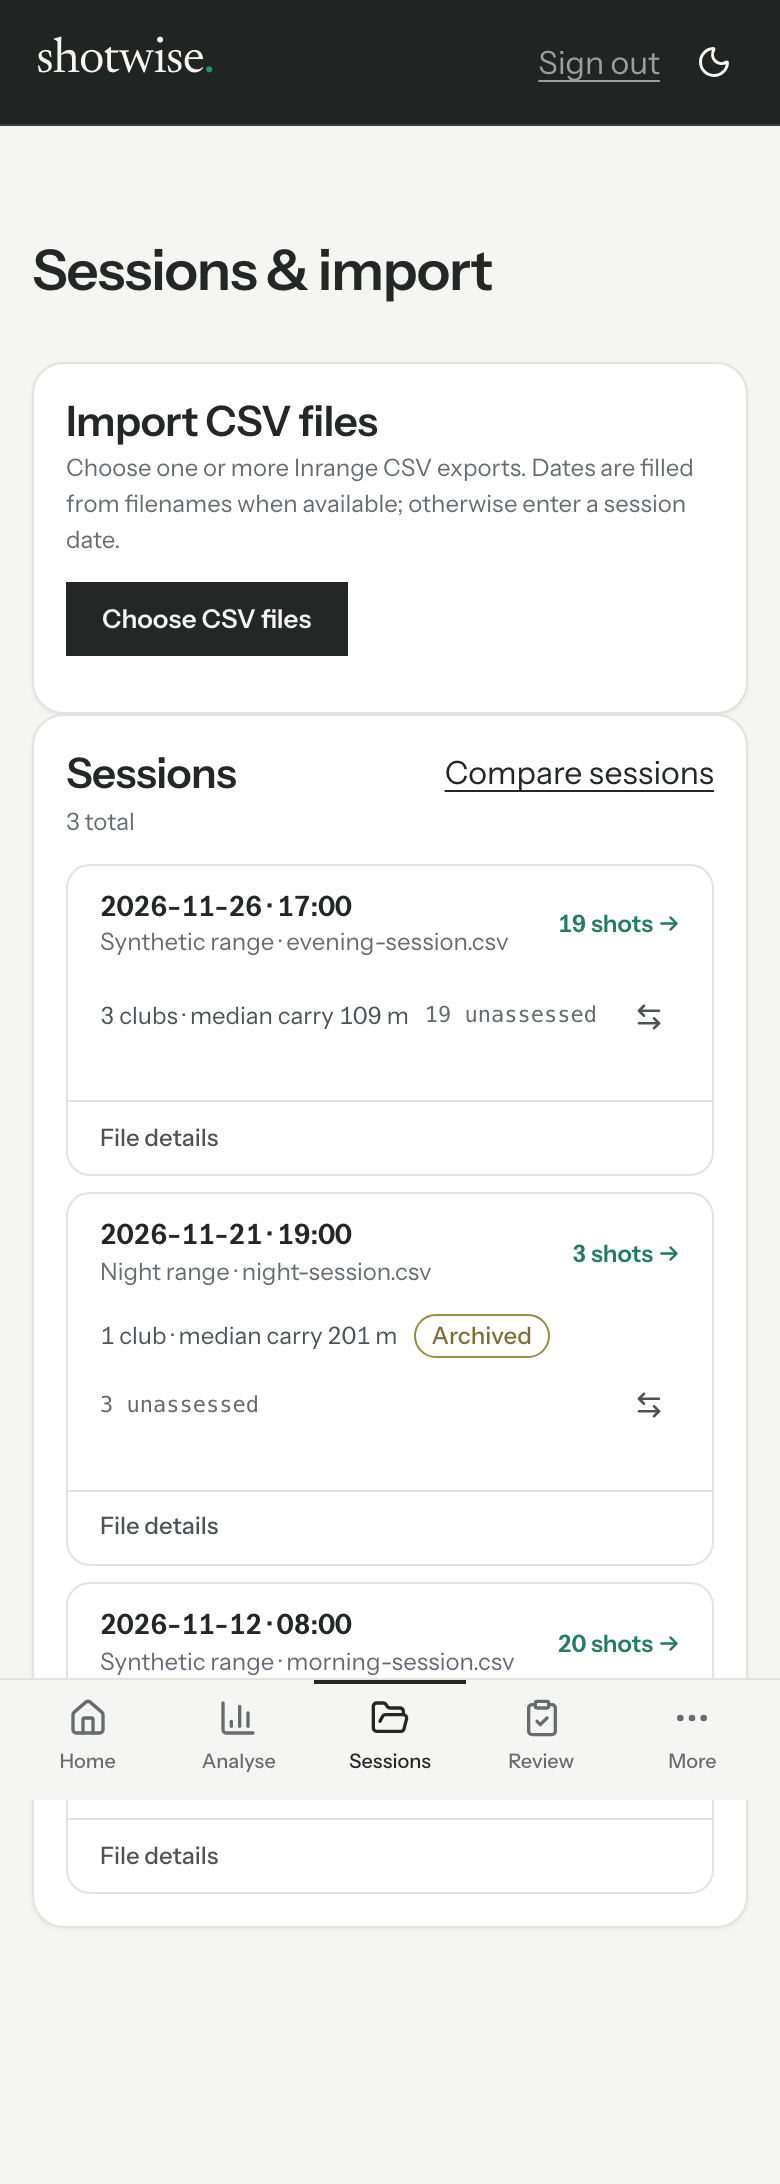 shotwise.
Sign out
Sessions & import
Import CSV files
Choose one or more Inrange CSV exports. Dates are filled
from filenames when available; otherwise enter a session
date.
Choose CSV files
Sessions
Compare sessions
3 total
2026-11-26 · 17:00
19 shots →
Synthetic range · evening-session.csv
3 clubs · median carry 109 m 19 unassessed
File details
2026-11-21 · 19:00
3 shots →
Night range · night-session.csv
1 club · median carry 201 m Archived
3 unassessed
File details
2026-11-12 · 08:00
20 shots →
Synthetic range · morning-session.csv
Home Analyse Sessions Review More
File details